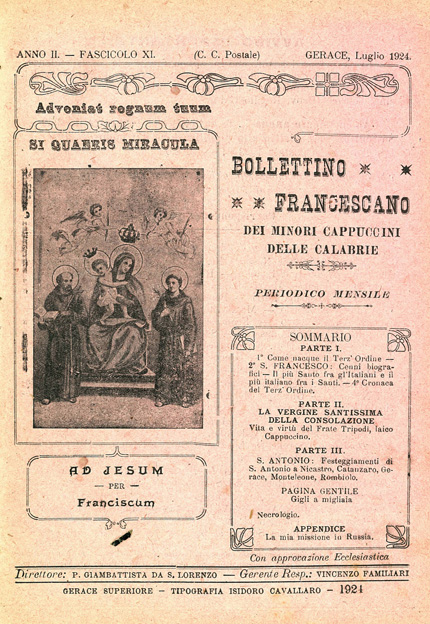 ANNO II. — FASCICOLO XI. (C. C. Postale) GERACE, Luglio 1924.
Adveniat regnum tuum
SI QUAERIS MIRACULA
BOLLETTINO
FRANCESCANO
DEI MINORI CAPPUCCINI
DELLE CALABRIE
PERIODICO MENSILE
AD JESUM
— PER —
Franciscum
SOMMARIO
PARTE I.
1° Come nacque il Terz' Ordine —
2° S. FRANCESCO: Cenni biogra-
fici — Il più Santo fra gl'Italiani e il
più italiano fra i Santi. — 4° Cronaca
del Terz' Ordine.
PARTE II.
LA VERGINE SANTISSIMA
DELLA CONSOLAZIONE
Vita e virtù del Frate Tripodi, laico
Cappuccino.
PARTE III.
S. ANTONIO: Festeggiamenti di
S. Antonio a Nicastro, Catanzaro, Ge-
race, Monteleone, Rombiolo.
PAGINA GENTILE
Gigli a migliaia
Necrologio.
APPENDICE
La mia missione in Russia.
Con approvazione Ecclesiastica
Direttore: P. GIAMBATTISTA DA S. LORENZO — Gerente Resp.: VINCENZO FAMILIARI
GERACE SUPERIORE - TIPOGRAFIA ISIDORO CAVALLARO - 1924